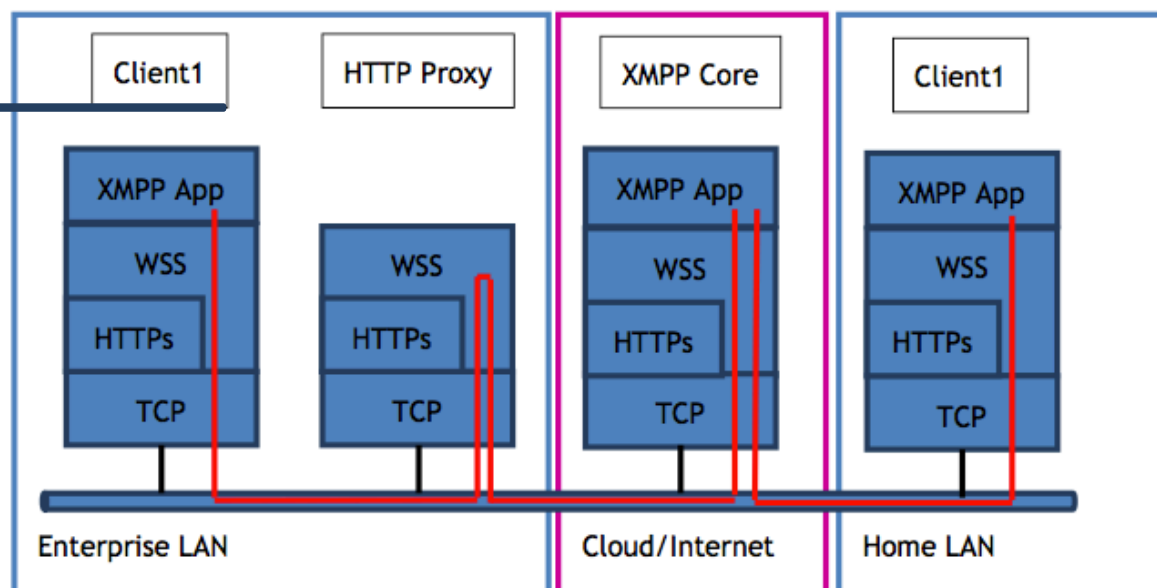 Client1
HTTP Proxy
XMPP Core
Client1
XMPP App
WSS
HTTPs
TCP
WSS
HTTPs
TCP
XMPP App
WSS
HTTPs
TCP
XMPP App
WSS
HTTPs
TCP
Enterprise LAN
Cloud/Internet
Home LAN